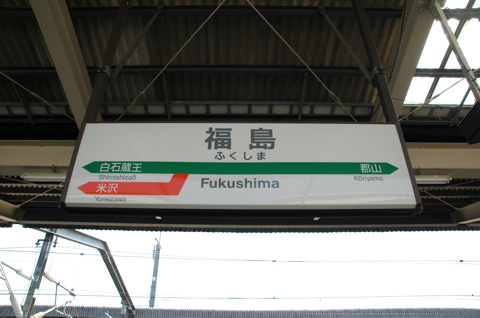 福島
ふくしま
白石蔵王
郡山
Shiroishizaō
Kōriyama
米沢
Fukushima
Yonezawa